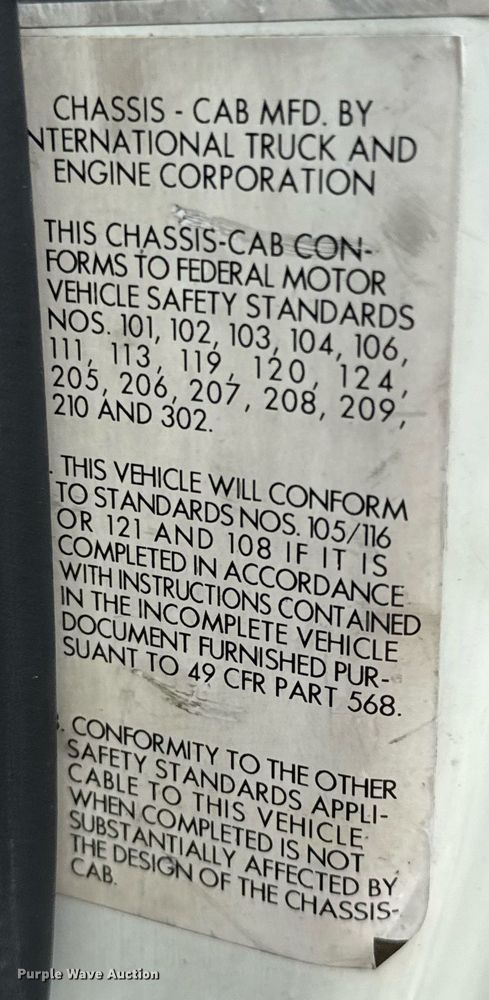 CHASSIS - CAB MFD. BY
NTERNATIONAL TRUCK AND
ENGINE CORPORATION
THIS CHASSIS-CAB CON-
FORMS TO FEDERAL MOTOR
VEHICLE SAFETY STANDARDS
NOS. 101, 102, 103, 104, 106,
111, 113, 119, 120, 124,
205, 206, 207, 208, 209,
210 AND 302.
. THIS VEHICLE WILL CONFORM
TO STANDARDS NOS. 105/116
OR 121 AND 108 IF IT IS
COMPLETED IN ACCORDANCE
WITH INSTRUCTIONS CONTAINED
IN THE INCOMPLETE VEHICLE
DOCUMENT FURNISHED PUR-
SUANT TO 49 CFR PART 568.
. CONFORMITY TO THE OTHER
SAFETY STANDARDS APPLI-
CABLE TO THIS VEHICLE
WHEN COMPLETED IS NOT
SUBSTANTIALLY AFFECTED BY
THE DESIGN OF THE CHASSIS-
CAB.
Purple Wave Auction